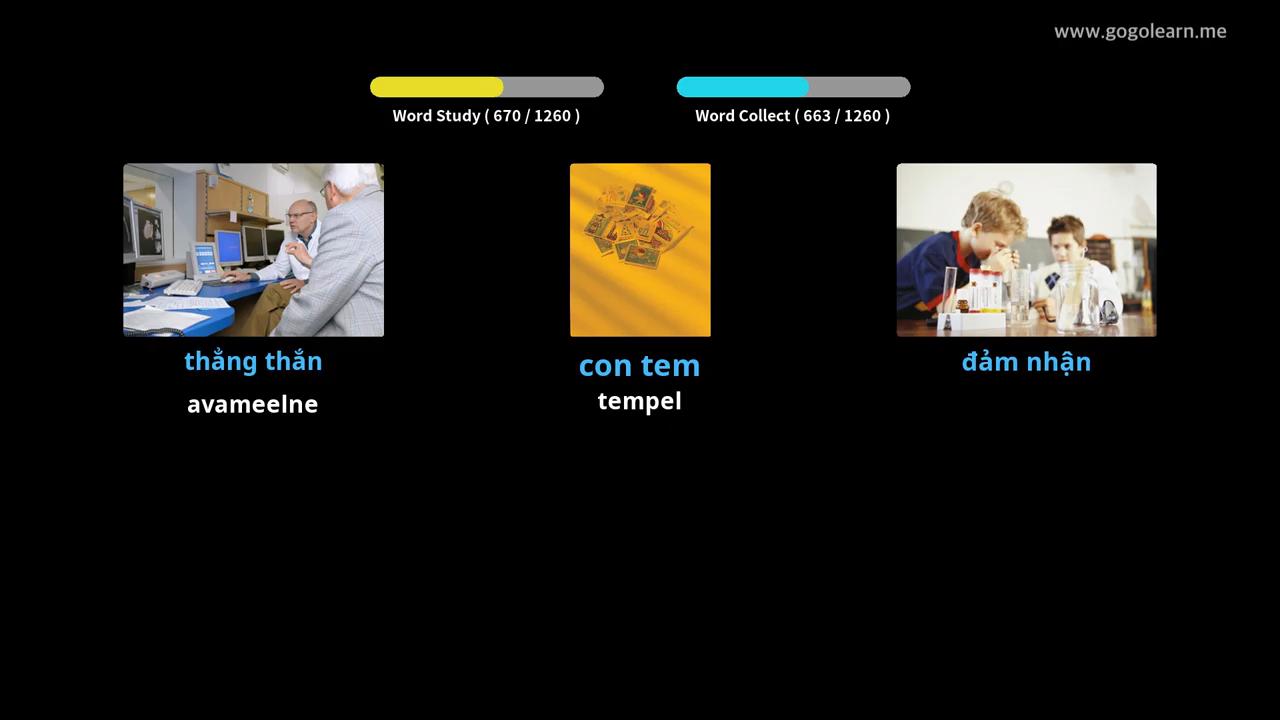 www.gogolearn.me
Word Study ( 670 / 1260 )
Word Collect ( 663 / 1260 )
thẳng thắn
con tem
đảm nhận
avameelne
tempel